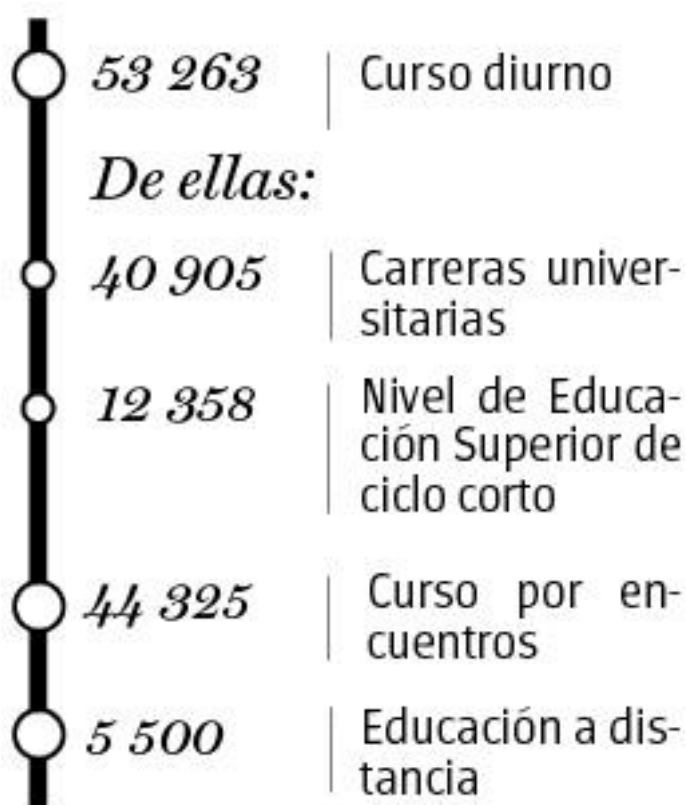 53 263 Curso diurno
De ellas:
40 905 Carreras univer-
sitarias
12 358 Nivel de Educa-
ción Superior de
ciclo corto
44 325 Curso por en-
cuentros
5 500 Educación a dis-
tancia